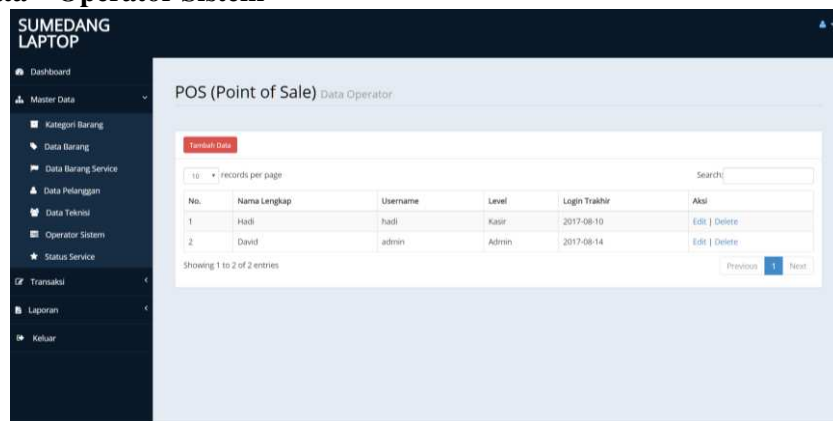 Operator Sistem
SUMEDANG
LAPTOP
Dashboard
Master Data
Kategori Barang
Data Barang
Data Barang Service
Data Pelanggan
Data Teknisi
Operator Sistem
Status Service
Transaksi
Laporan
Keluar
POS (Point of Sale) Data Operator
Tambah Data
10 records per page
Search:
No. Nama Lengkap Username Level Login Trakhir Aksi
1 Hadi hadi Kasir 2017-08-10 Edit | Delete
2 David admin Admin 2017-08-14 Edit | Delete
Showing 1 to 2 of 2 entries
Previous 1 Next